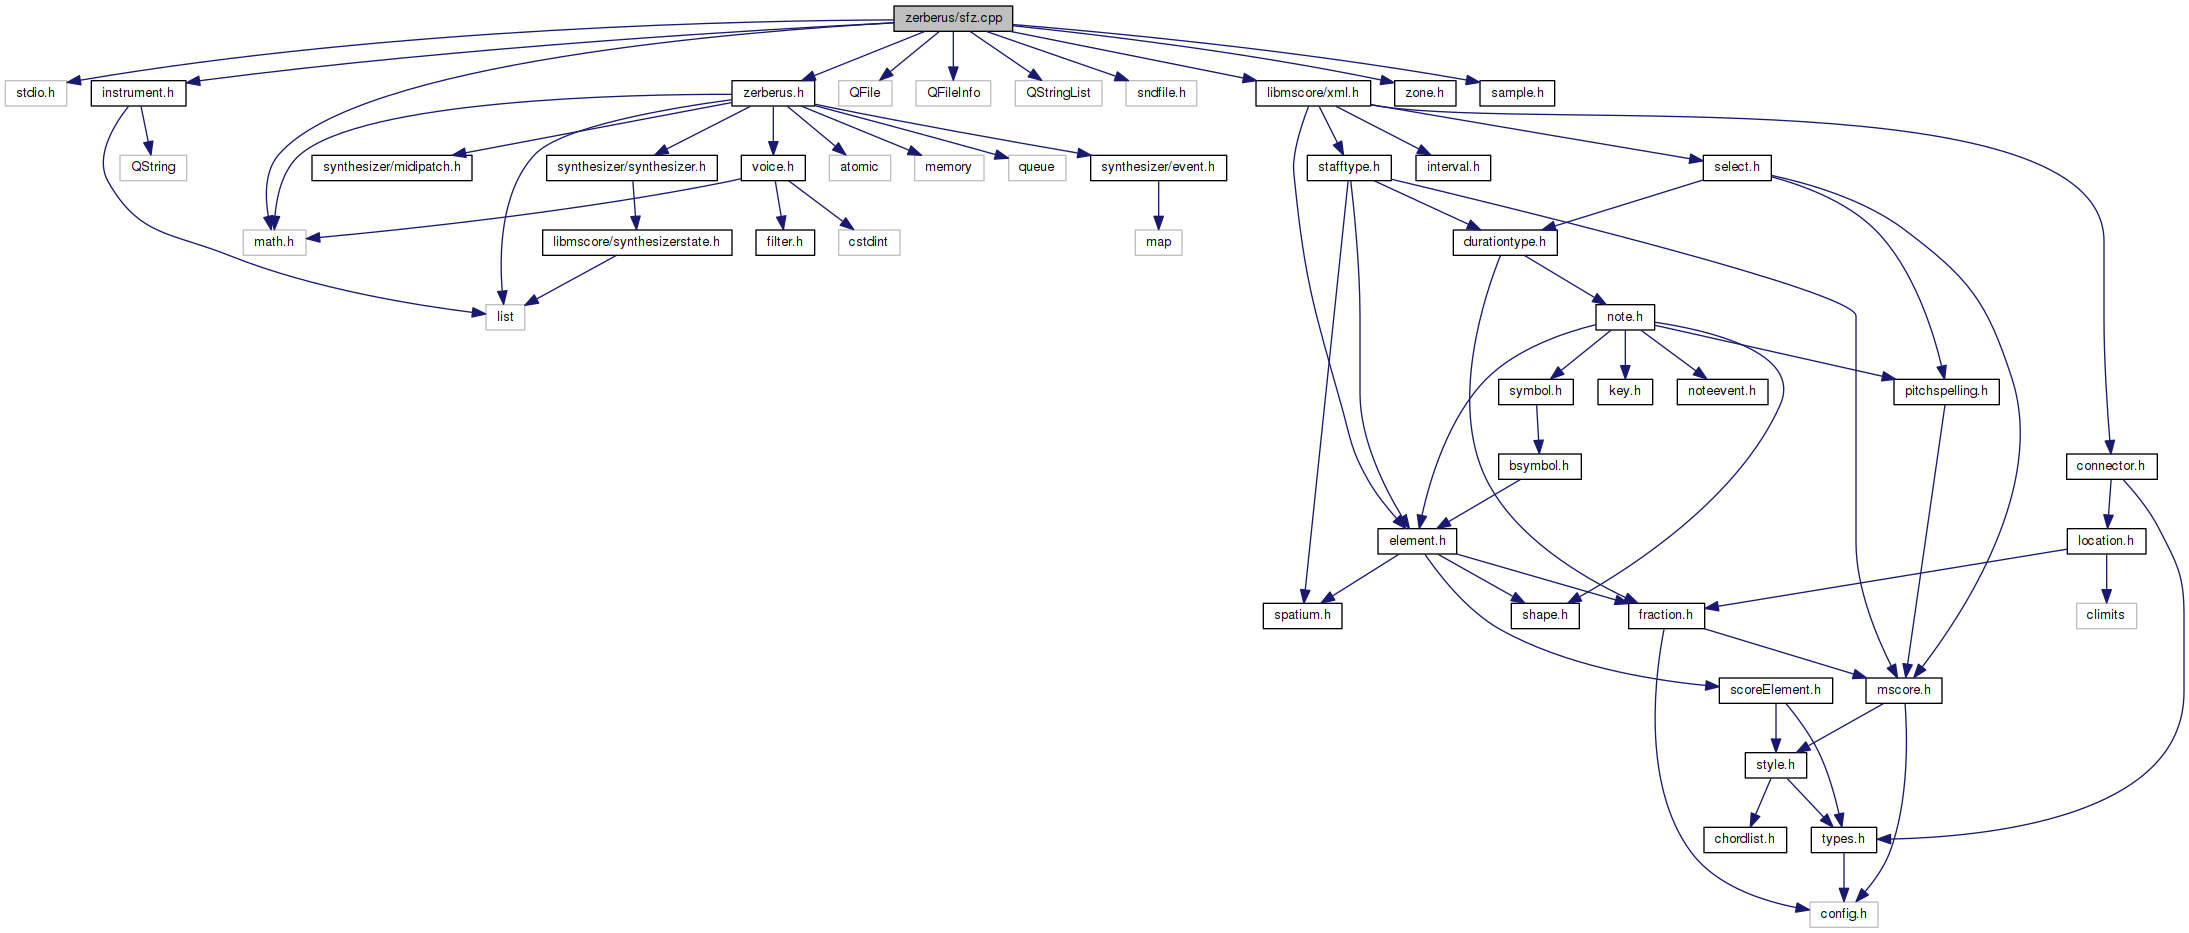 zerberus/sfz.cpp
stdio.h
instrument.h
zerberus.h
QFile
QFileInfo
QStringList
sndfile.h
libmscore/xml.h
zone.h
sample.h
QString
synthesizer/midipatch.h
synthesizer/synthesizer.h
voice.h
atomic
memory
queue
synthesizer/event.h
stafftype.h
interval.h
select.h
math.h
libmscore/synthesizerstate.h
filter.h
cstdint
map
durationtype.h
list
note.h
symbol.h
key.h
noteevent.h
pitchspelling.h
bsymbol.h
connector.h
element.h
location.h
spatium.h
shape.h
fraction.h
climits
scoreElement.h
mscore.h
style.h
chordlist.h
types.h
config.h